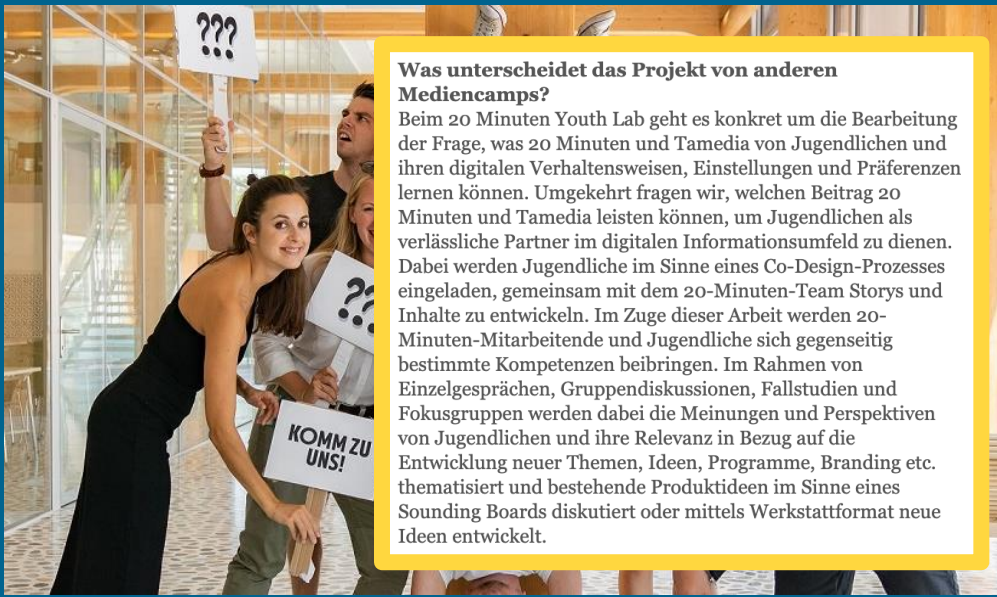 ???
Was unterscheidet das Projekt von anderen
Mediencamps?
Beim 20 Minuten Youth Lab geht es konkret um die Bearbeitung
der Frage, was 20 Minuten und Tamedia von Jugendlichen und
ihren digitalen Verhaltensweisen, Einstellungen und Präferenzen
lernen können. Umgekehrt fragen wir, welchen Beitrag 20
Minuten und Tamedia leisten können, um Jugendlichen als
verlässliche Partner im digitalen Informationsumfeld zu dienen.
Dabei werden Jugendliche im Sinne eines Co-Design-Prozesses
eingeladen, gemeinsam mit dem 20-Minuten-Team Storys und
Inhalte zu entwickeln. Im Zuge dieser Arbeit werden 20-
Minuten-Mitarbeitende und Jugendliche sich gegenseitig
bestimmte Kompetenzen beibringen. Im Rahmen von
Einzelgesprächen, Gruppendiskussionen, Fallstudien und
Fokusgruppen werden dabei die Meinungen und Perspektiven
von Jugendlichen und ihre Relevanz in Bezug auf die
Entwicklung neuer Themen, Ideen, Programme, Branding etc.
thematisiert und bestehende Produktideen im Sinne eines
Sounding Boards diskutiert oder mittels Werkstattformat neue
Ideen entwickelt.
???
KOMM ZU
UNS!